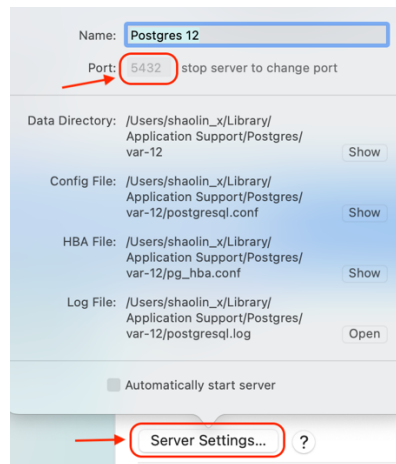 Name: Postgres 12
Port: 5432 stop server to change port
Data Directory: /Users/shaolin_x/Library/
Application Support/Postgres/
var-12 Show
Config File: /Users/shaolin_x/Library/
Application Support/Postgres/
var-12/postgresql.conf Show
HBA File: /Users/shaolin_x/Library/
Application Support/Postgres/
var-12/pg_hba.conf Show
Log File: /Users/shaolin_x/Library/
Application Support/Postgres/
var-12/postgresql.log Open
Automatically start server
Server Settings... ?